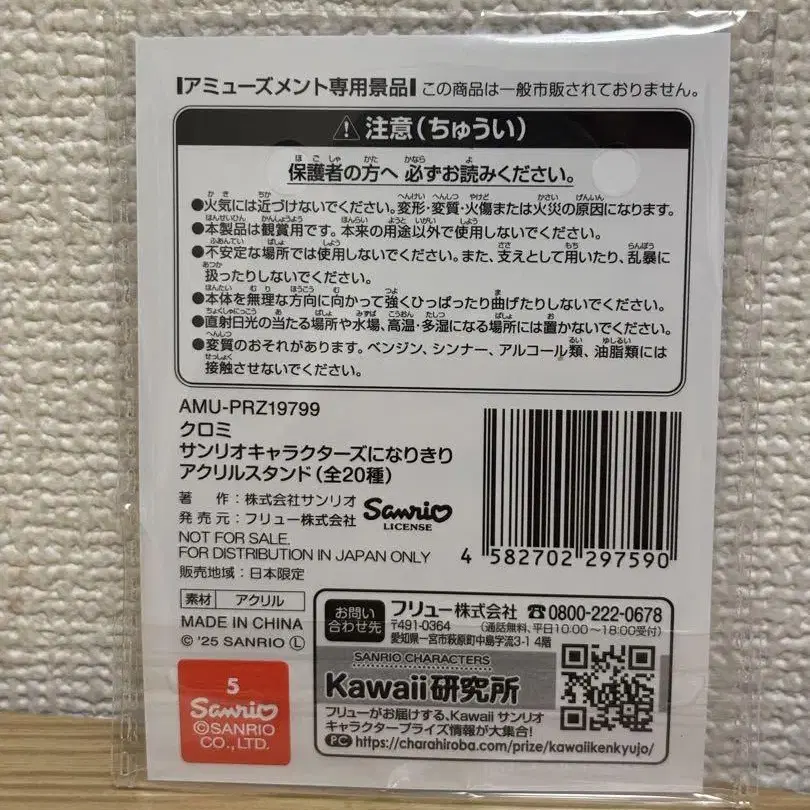 アミューズメント専用景品 この商品は一般市販されておりません。
⚠注意(ちゅうい)
保護者の方へ 必ずお読みください。
●火気には近づけないでください。変形・変質・火傷または火災の原因になります。
●本製品は観賞用です。本来の用途以外で使用しないでください。
●不安定な場所では使用しないでください。また、支えとして用いたり、乱暴に
扱ったりしないでください。
●本体を無理な方向に向かって強くひっぱったり曲げたりしないでください。
●直射日光の当たる場所や水場、高温・多湿になる場所には置かないでください。
●変質のおそれがあります。ベンジン、シンナー、アルコール類、油脂類には
接触させないでください。
AMU-PRZ19799
クロミ
サンリオキャラクターズになりきり
アクリルスタンド(全20種)
著 作:株式会社サンリオ
発売元:フリュー株式会社
Sanrio
LICENSE
NOT FOR SALE.
FOR DISTRIBUTION IN JAPAN ONLY
販売地域:日本限定
4 582702 297590
素材 アクリル
MADE IN CHINA
© '25 SANRIO Ⓛ
5
Sanrio
©SANRIO
CO., LTD.
お問い
合わせ先
フリュー株式会社 ☎0800-222-0678
〒491-0364 (通話無料、平日10:00~18:00受付)
愛知県一宮市萩原町中島字流3-1 4階
SANRIO CHARACTERS
Kawaii研究所
フリューがお届けする、Kawaii サンリオ
キャラクタープライズ情報が大集合!
PC https://charahiroba.com/prize/kawaiikenkyujo/